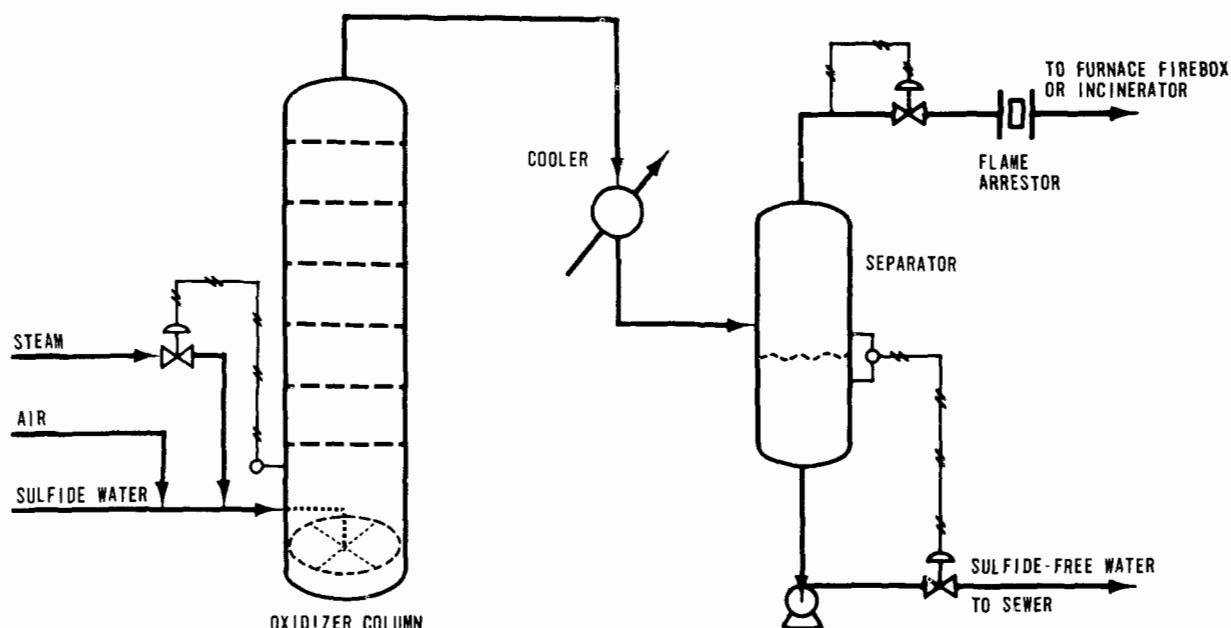 TO FURNACE FIREBOX
OR INCINERATOR
FLAME
ARRESTOR
COOLER
SEPARATOR
STEAM
AIR
SULFIDE WATER
SULFIDE-FREE WATER
TO SEWER
OXIDIZER COLUMN